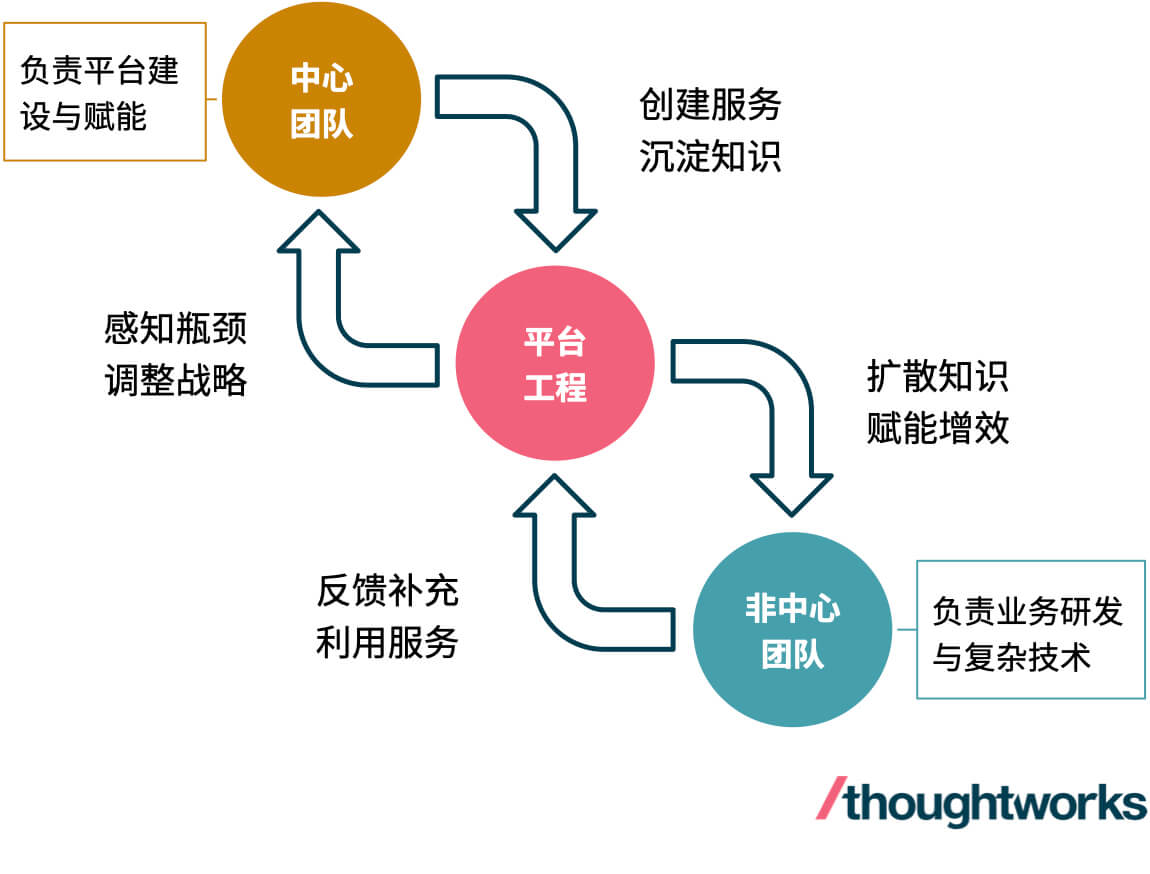 负责平台建
设与赋能
中心
团队
创建服务
沉淀知识
感知瓶颈
调整战略
平台
工程
扩散知识
赋能增效
反馈补充
利用服务
非中心
团队
负责业务研发
与复杂技术
/thoughtworks